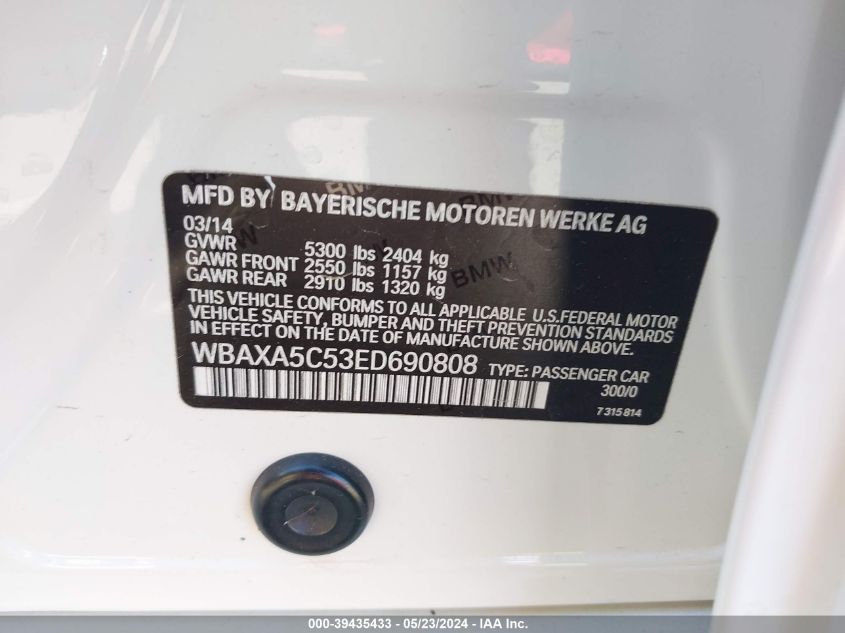 MFD BY BAYERISCHE MOTOREN WERKE AG
03/14
GVWR 5300 lbs 2404 kg
GAWR FRONT 2550 lbs 1157 kg
GAWR REAR 2910 lbs 1320 kg
BMW
THIS VEHICLE CONFORMS TO ALL APPLICABLE U.S.FEDERAL MOTOR
VEHICLE SAFETY, BUMPER AND THEFT PREVENTION STANDARDS
IN EFFECT ON THE DATE OF MANUFACTURE SHOWN ABOVE.
WBAXA5C53ED690808 TYPE: PASSENGER CAR
300/0
7315814
000-39435433 - 05/23/2024 - IAA Inc.